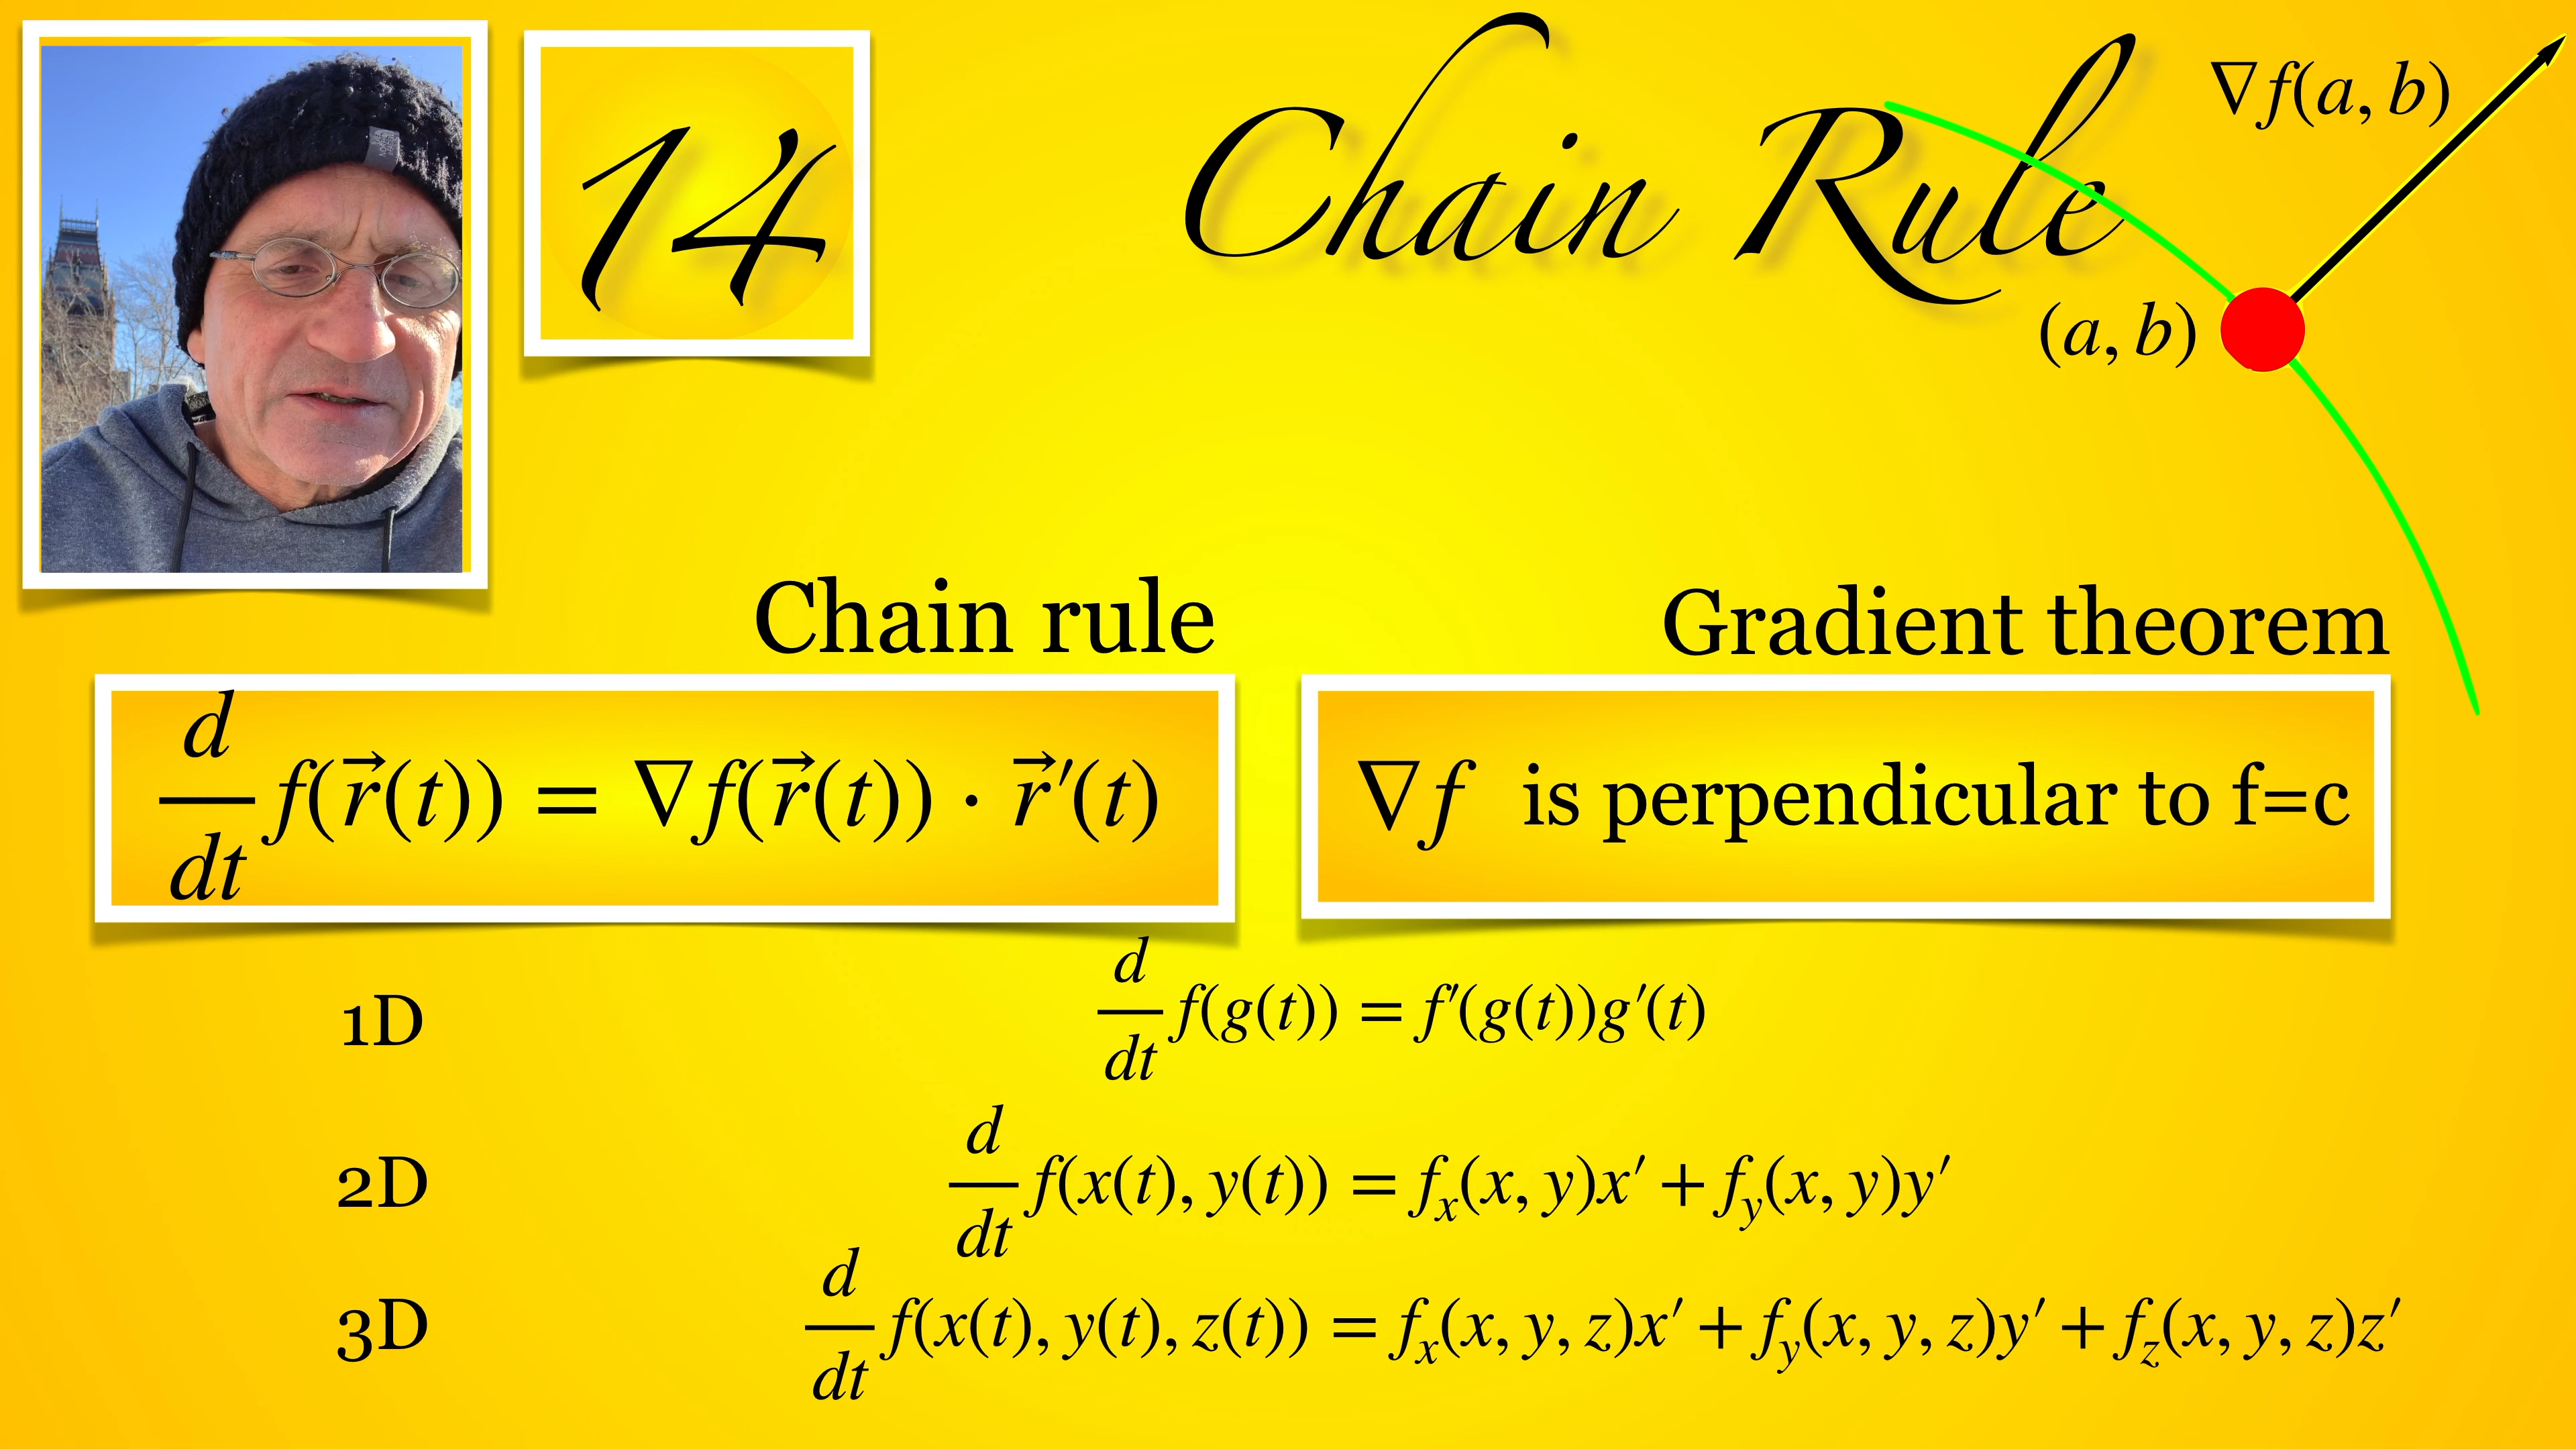 14
Chain Rule
∇f(a, b)
(a, b)
Chain rule
d/dt f(r⃗(t)) = ∇f(r⃗(t)) · r⃗′(t)
Gradient theorem
∇f is perpendicular to f=c
1D d/dt f(g(t)) = f′(g(t))g′(t)
2D d/dt f(x(t), y(t)) = f_x(x, y)x′ + f_y(x, y)y′
3D d/dt f(x(t), y(t), z(t)) = f_x(x, y, z)x′ + f_y(x, y, z)y′ + f_z(x, y, z)z′